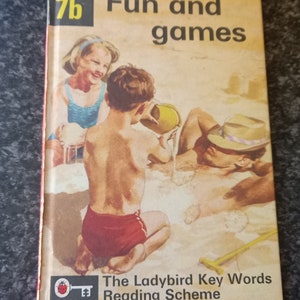 7b
Fun and
games
The Ladybird Key Words
Reading Scheme